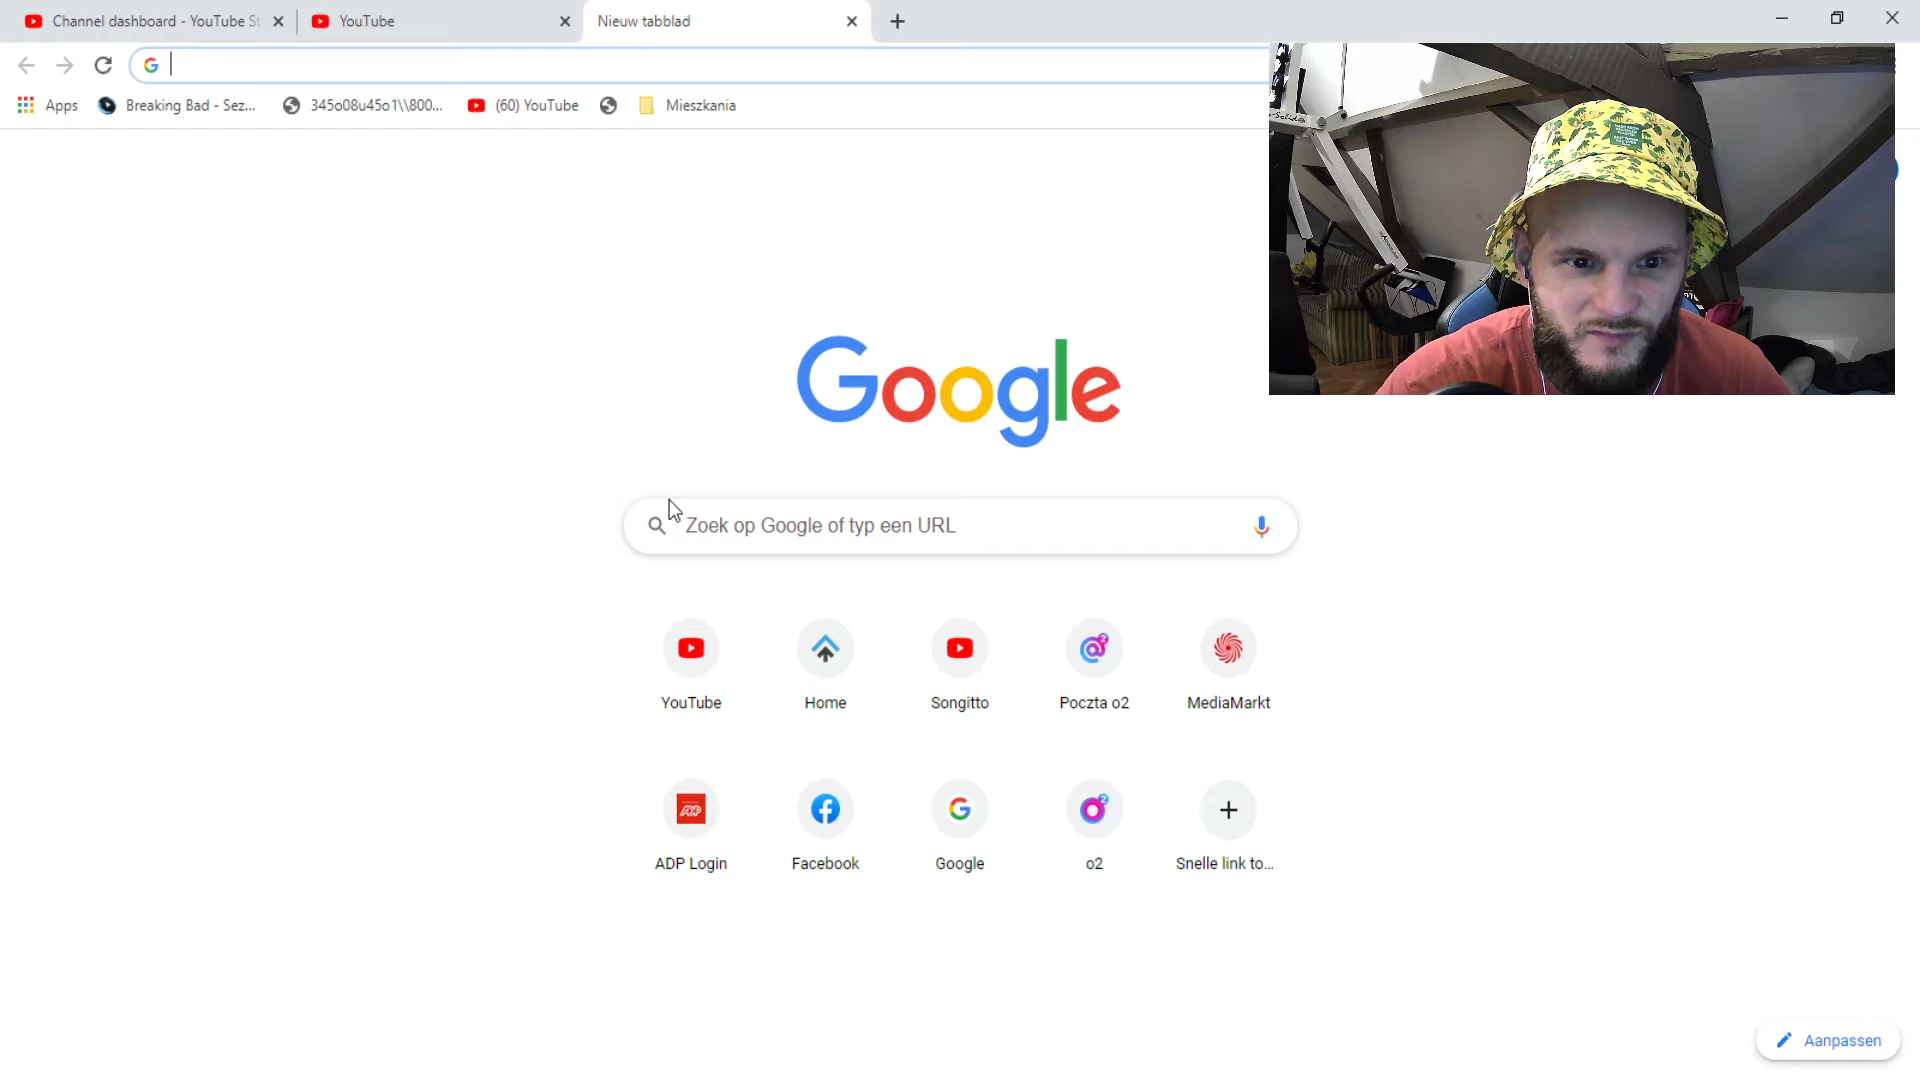 Channel dashboard - YouTube St
YouTube
Nieuw tabblad
Apps
Breaking Bad - Sez...
345o08u45o1\\800...
(60) YouTube
Mieszkania
Google
Zoek op Google of typ een URL
YouTube
Home
Songitto
Poczta o2
MediaMarkt
ADP Login
Facebook
Google
o2
Snelle link to...
Aanpassen